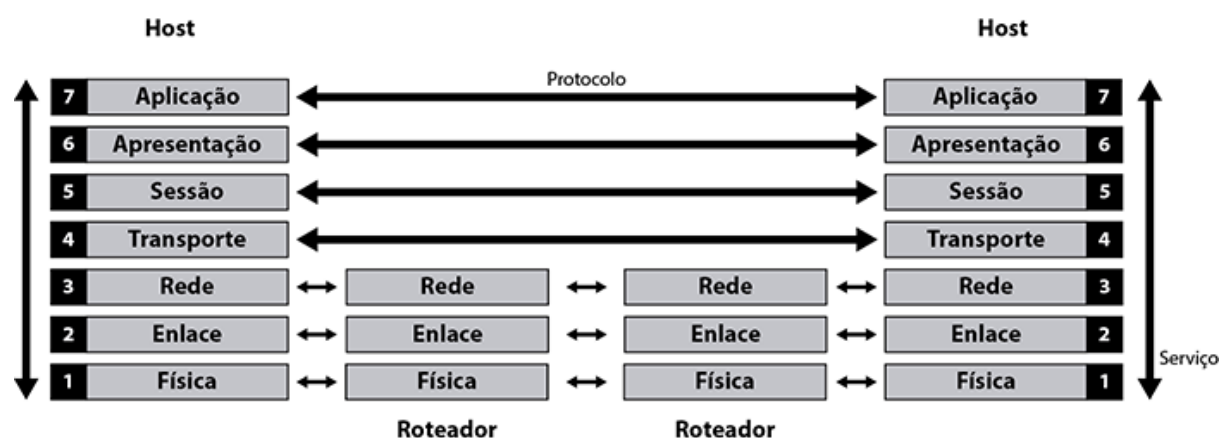 Host Host
Protocolo
7 Aplicação Aplicação 7
6 Apresentação Apresentação 6
5 Sessão Sessão 5
4 Transporte Transporte 4
3 Rede Rede Rede Rede 3
2 Enlace Enlace Enlace Enlace 2
Serviço
1 Física Física Física Física 1
Roteador Roteador